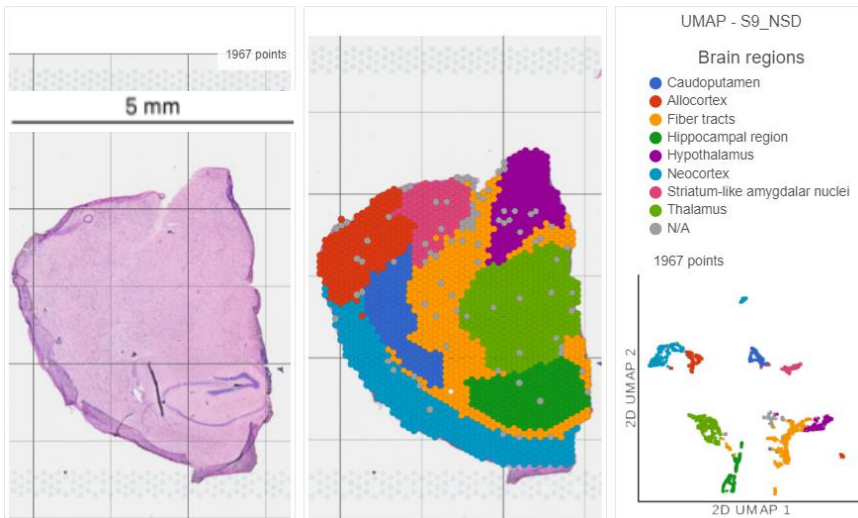 1967 points
5 mm
UMAP - S9_NSD
Brain regions
Caudoputamen
Allocortex
Fiber tracts
Hippocampal region
Hypothalamus
Neocortex
Striatum-like amygdalar nuclei
Thalamus
N/A
1967 points
2D UMAP 2
2D UMAP 1